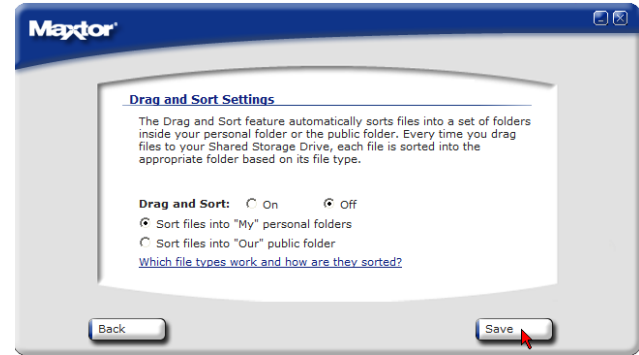 Maxtor
Drag and Sort Settings
The Drag and Sort feature automatically sorts files into a set of folders
inside your personal folder or the public folder. Every time you drag
files to your Shared Storage Drive, each file is sorted into the
appropriate folder based on its file type.
Drag and Sort: On Off
Sort files into "My" personal folders
Sort files into "Our" public folder
Which file types work and how are they sorted?
Back Save